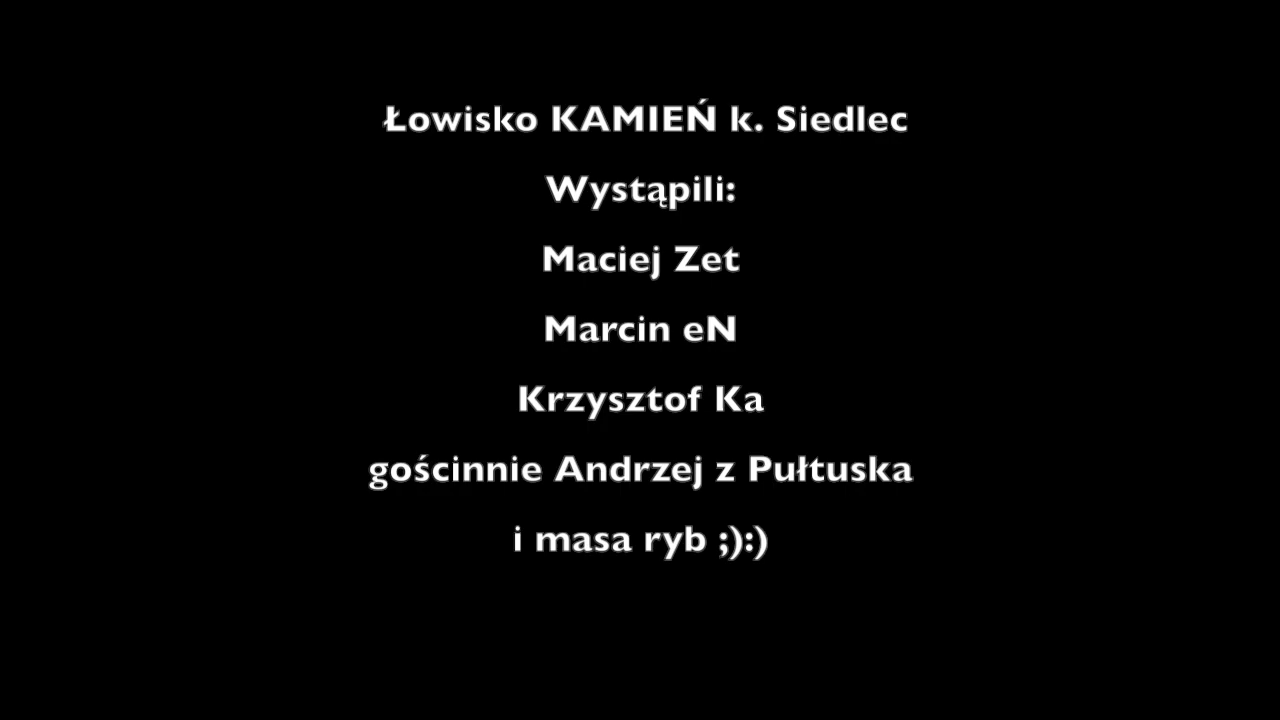 Łowisko KAMIEŃ k. Siedlec
Wystąpili:
Maciej Zet
Marcin eN
Krzysztof Ka
gościnnie Andrzej z Pułtuska
i masa ryb ;):)